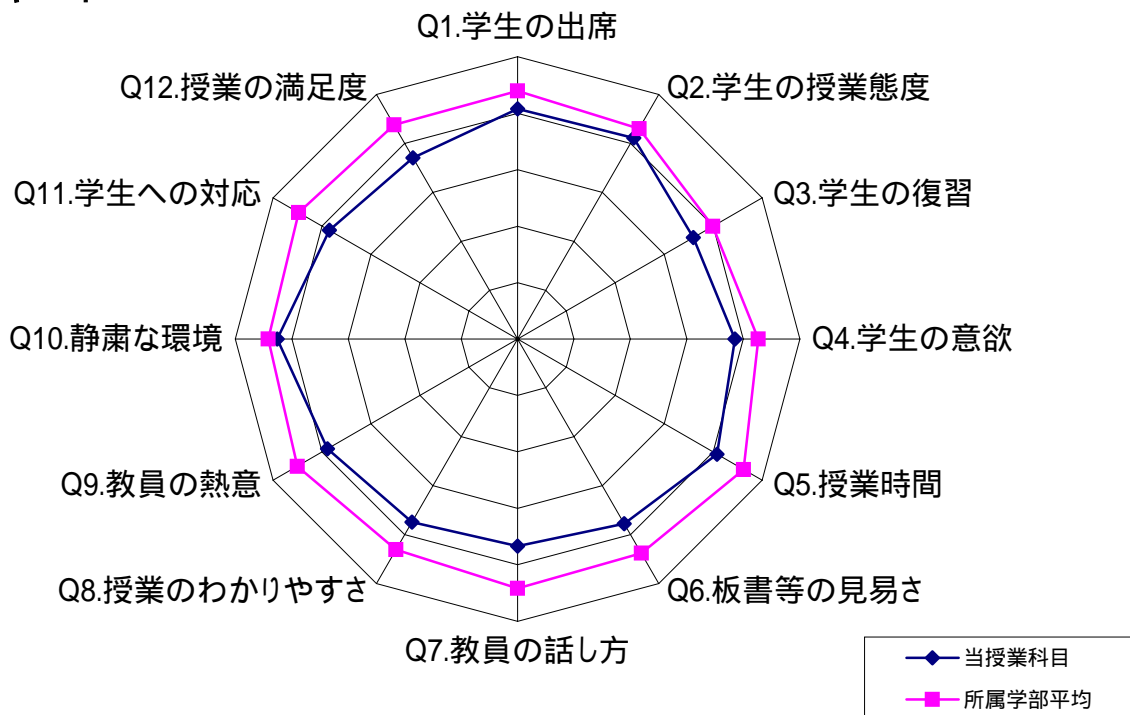 Q1.学生の出席
Q2.学生の授業態度
Q3.学生の復習
Q4.学生の意欲
Q5.授業時間
Q6.板書等の見易さ
Q7.教員の話し方
Q8.授業のわかりやすさ
Q9.教員の熱意
Q10.静粛な環境
Q11.学生への対応
Q12.授業の満足度
当授業科目
所属学部平均